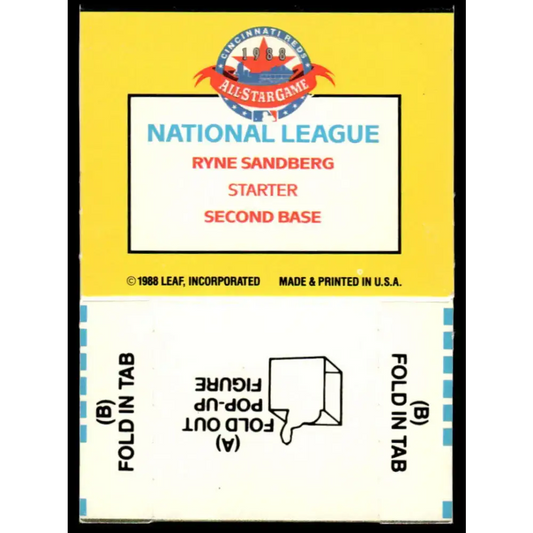 CINCINNATI REDS
1988
ALL-STAR GAME
NATIONAL LEAGUE
RYNE SANDBERG
STARTER
SECOND BASE
© 1988 LEAF, INCORPORATED MADE & PRINTED IN U.S.A.
(B)
FOLD IN TAB
(A)
FOLD OUT
POP-UP
FIGURE
(B)
FOLD IN TAB